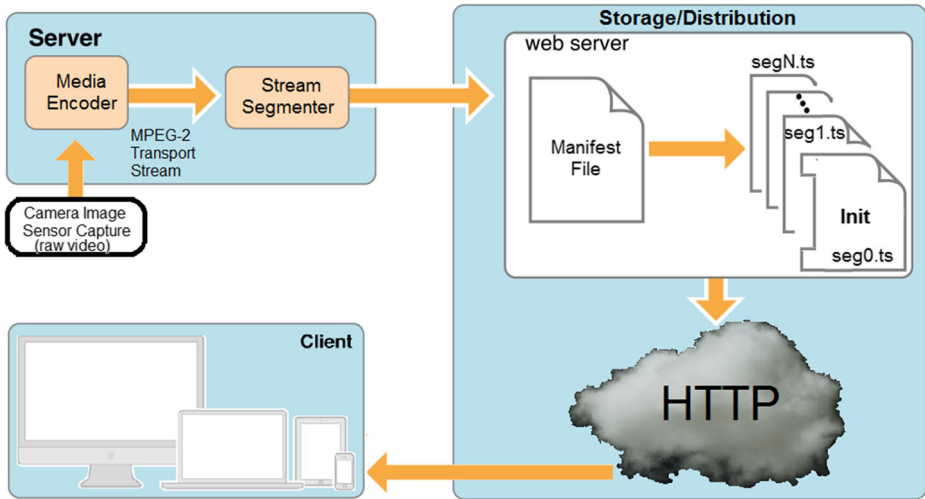 Server
Media
Encoder
Stream
Segmenter
MPEG-2
Transport
Stream
Camera Image
Sensor Capture
(raw video)
Storage/Distribution
web server
Manifest
File
segN.ts
seg1.ts
Init
seg0.ts
HTTP
Client